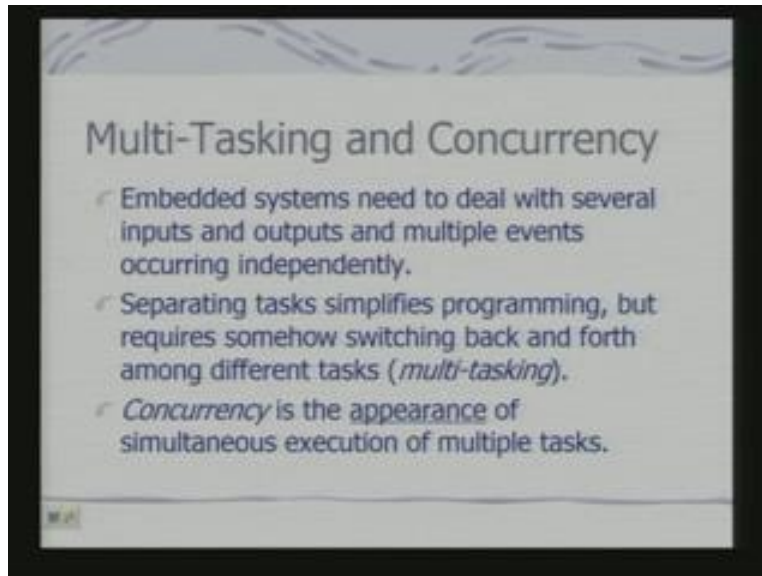 Multi-Tasking and Concurrency
Embedded systems need to deal with several
inputs and outputs and multiple events
occurring independently.
Separating tasks simplifies programming, but
requires somehow switching back and forth
among different tasks (multi-tasking).
Concurrency is the appearance of
simultaneous execution of multiple tasks.